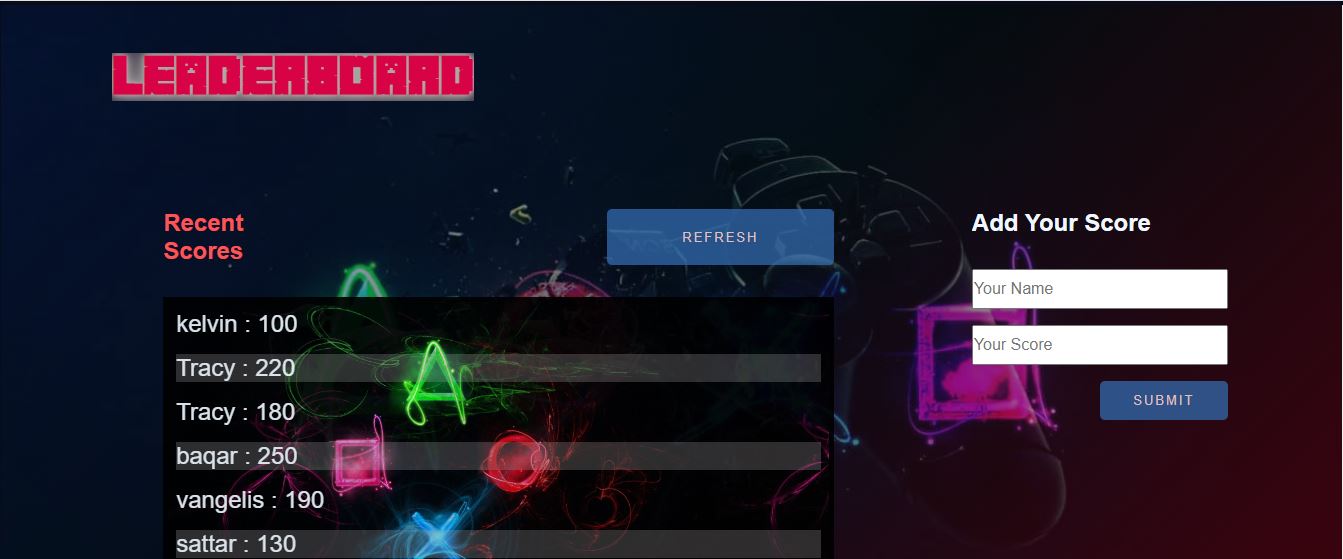 LEADERBOARD
Recent
Scores
REFRESH
kelvin : 100
Tracy : 220
Tracy : 180
baqar : 250
vangelis : 190
sattar : 130
Add Your Score
Your Name
Your Score
SUBMIT